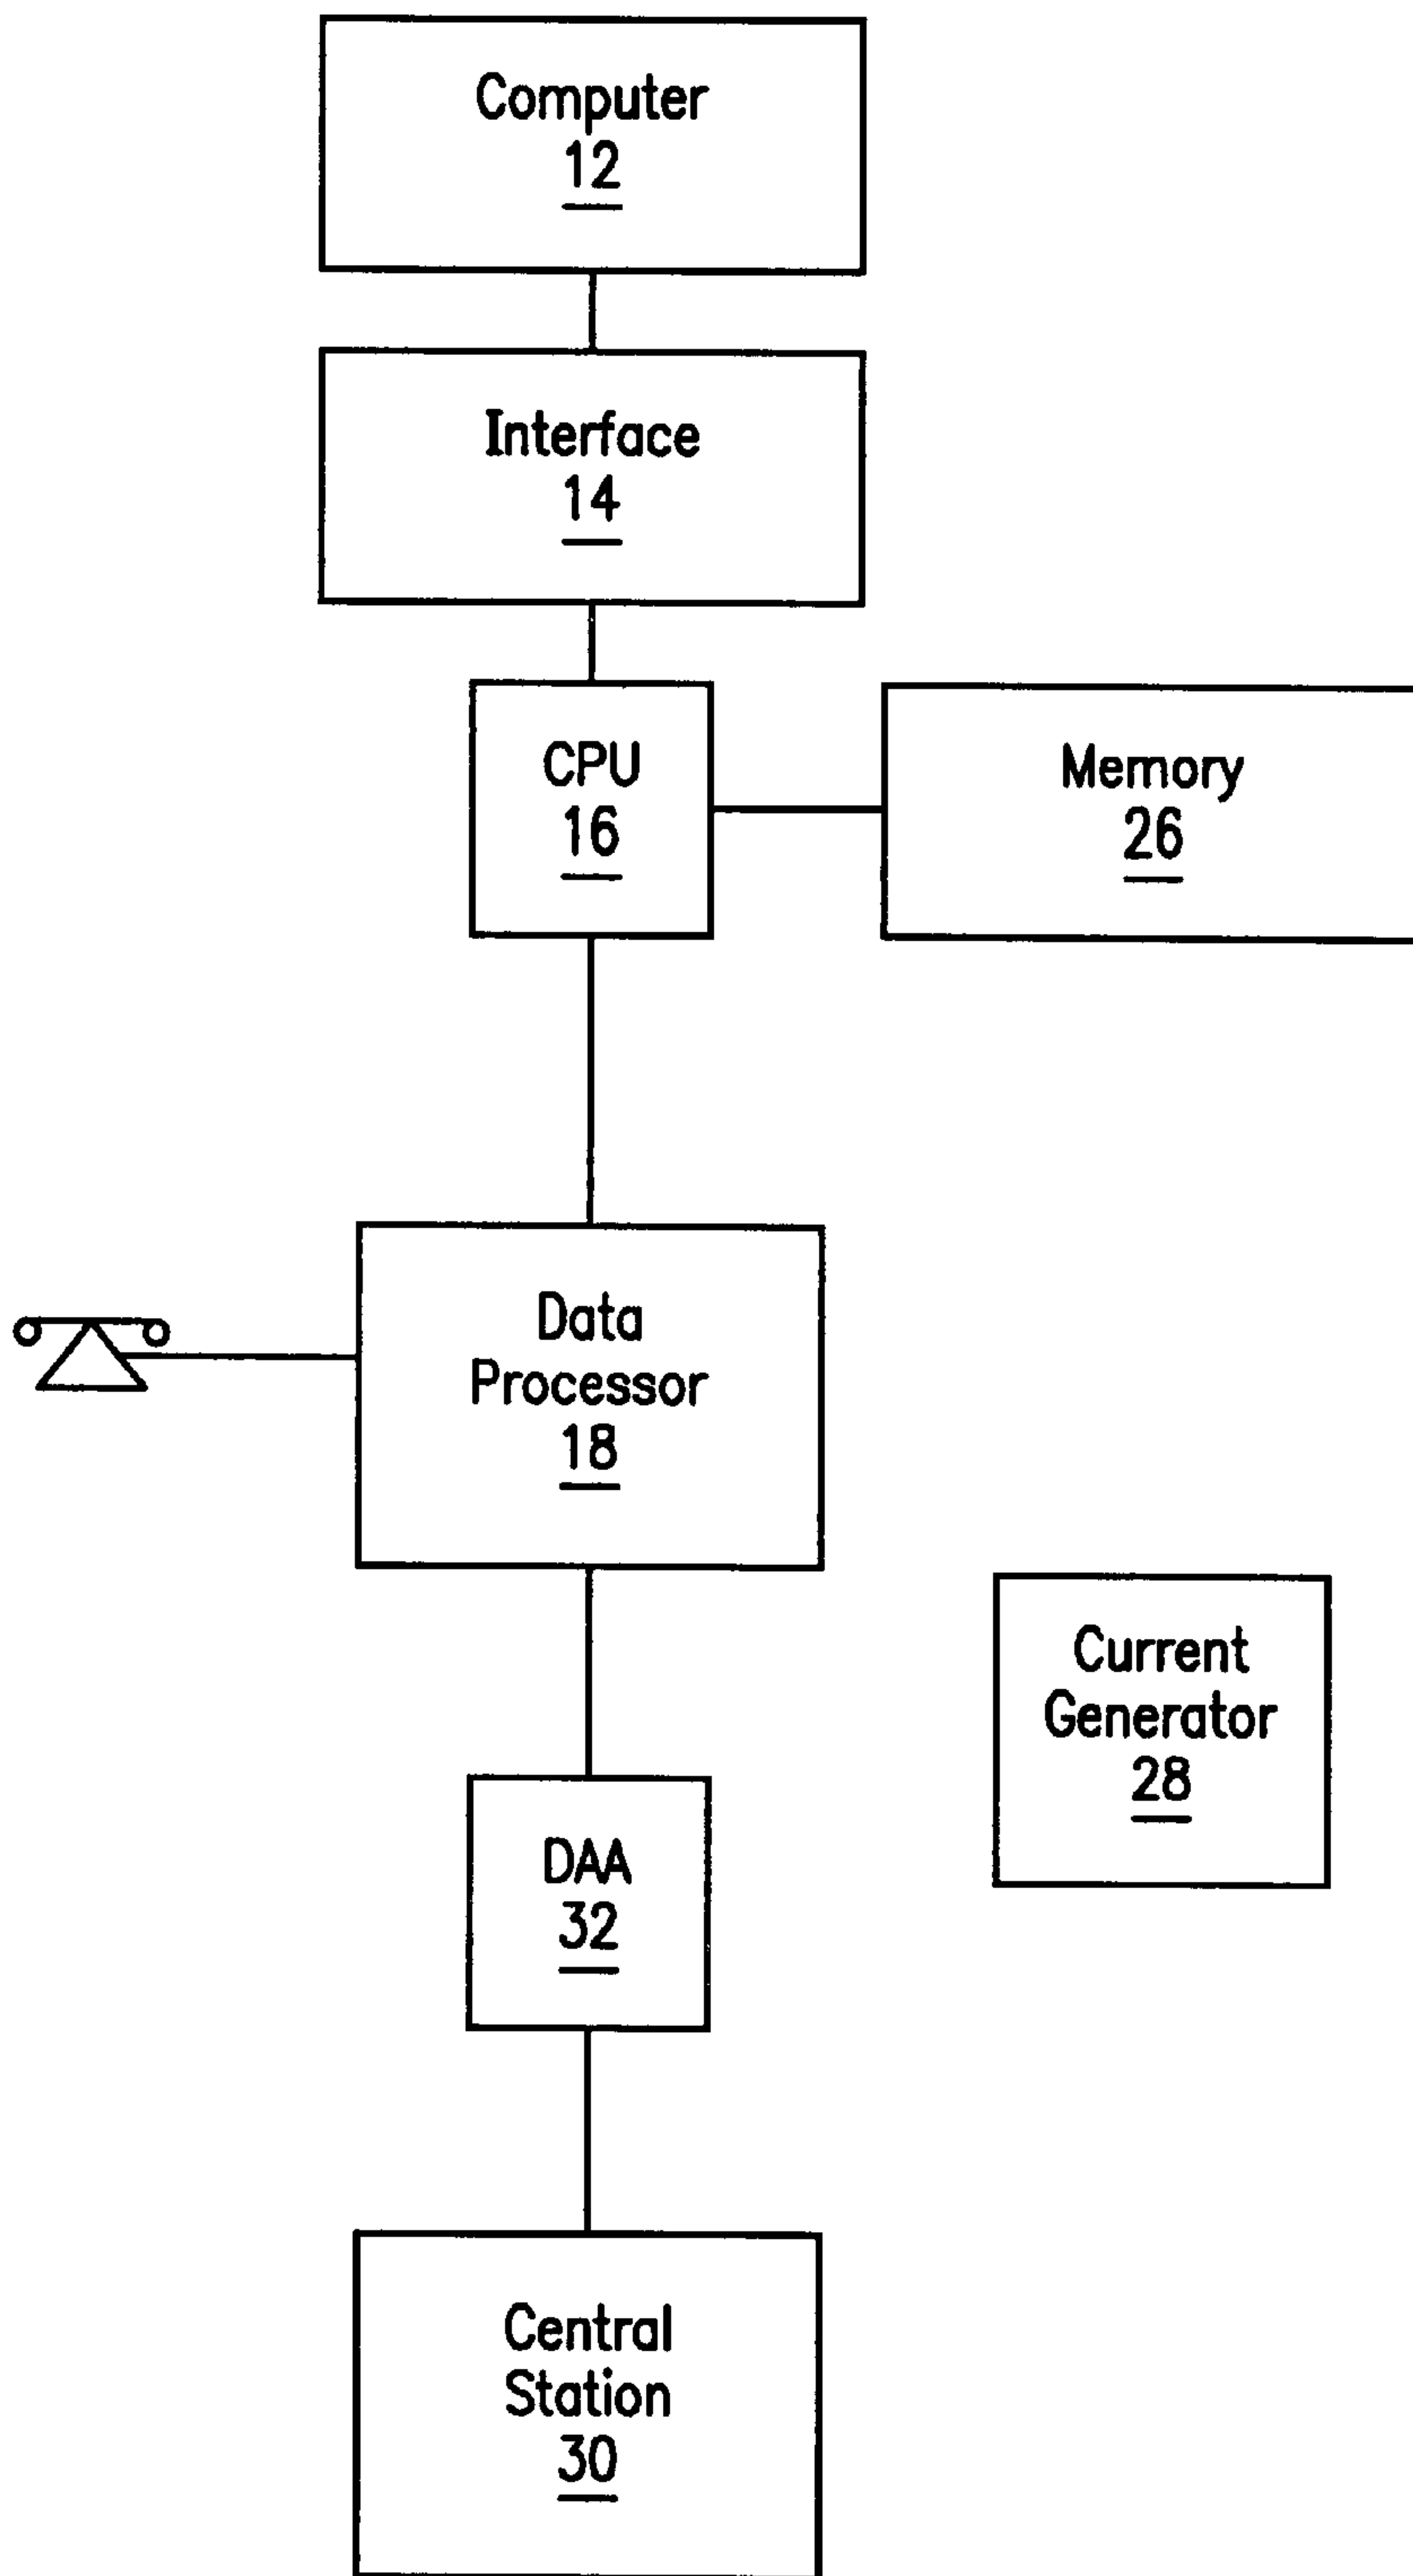 Computer
12
Interface
14
CPU
16
Memory
26
Data
Processor
18
Current
Generator
28
DAA
32
Central
Station
30